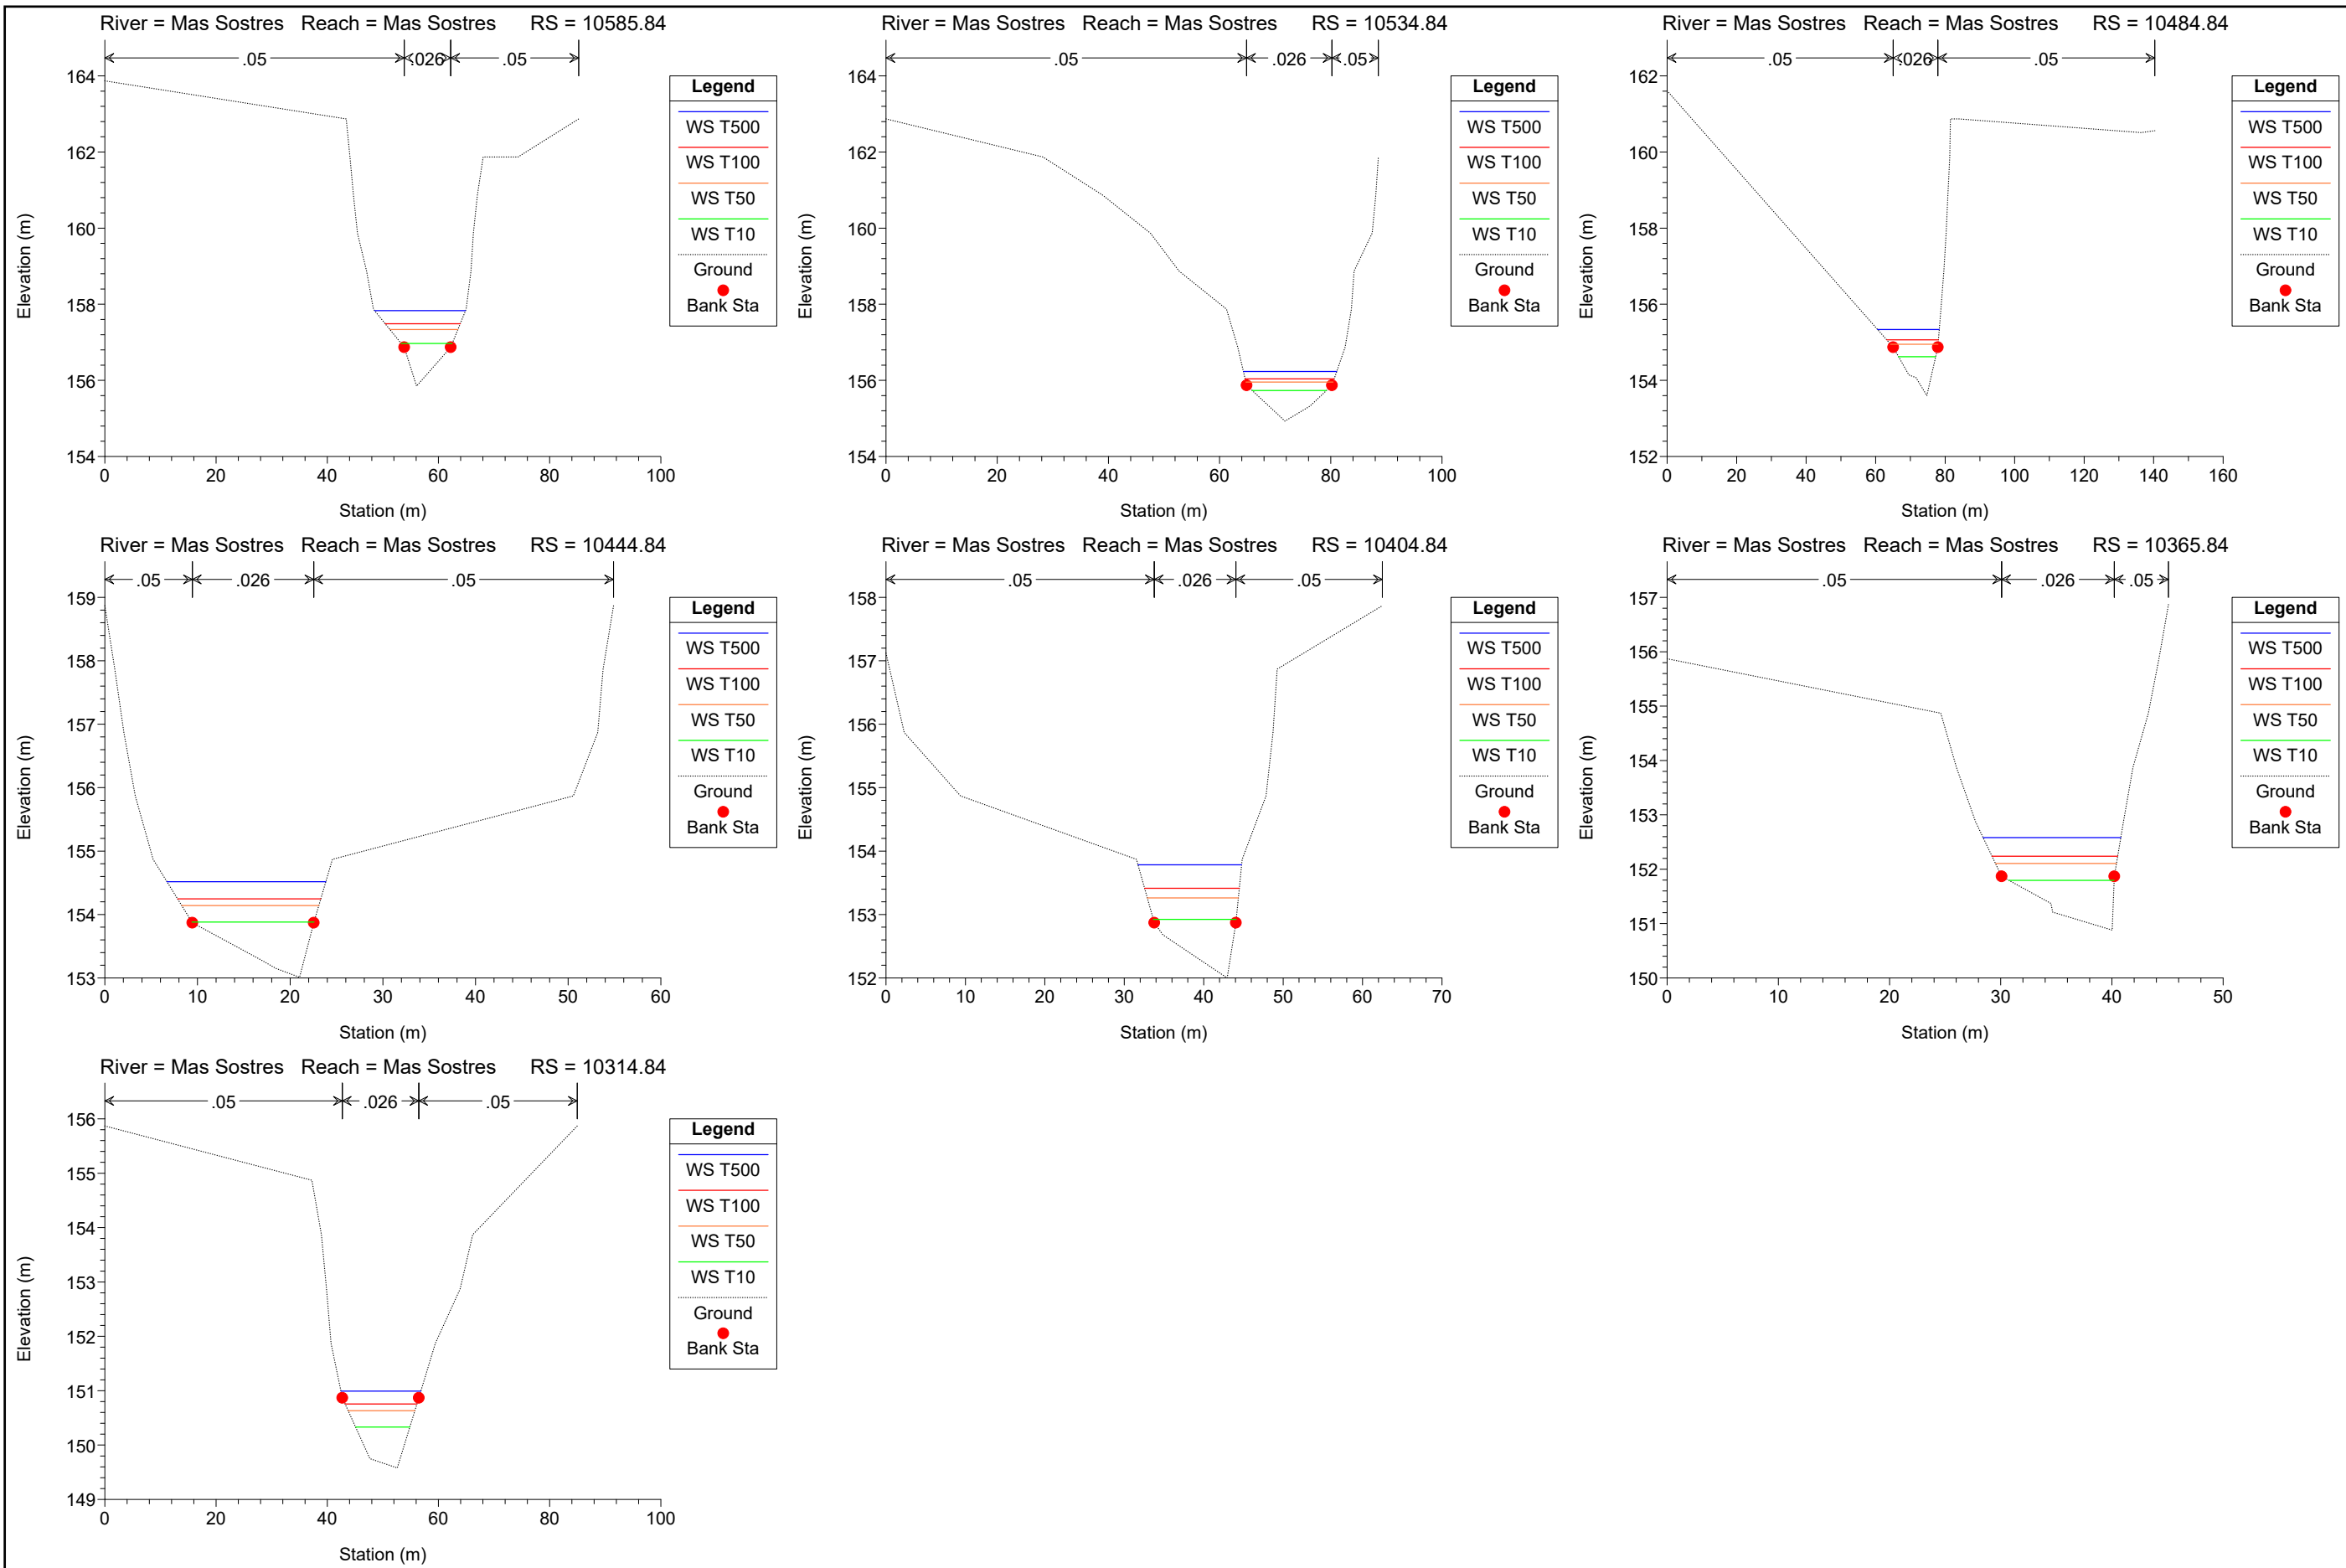 River = Mas Sostres Reach = Mas Sostres RS = 10585.84
.05 .026 .05
164
162
160
158
156
154
0 20 40 60 80 100
Elevation (m)
Station (m)
Legend
WS T500
WS T100
WS T50
WS T10
Ground
Bank Sta
River = Mas Sostres Reach = Mas Sostres RS = 10534.84
.05 .026 .05
164
162
160
158
156
154
0 20 40 60 80 100
Elevation (m)
Station (m)
Legend
WS T500
WS T100
WS T50
WS T10
Ground
Bank Sta
River = Mas Sostres Reach = Mas Sostres RS = 10484.84
.05 .026 .05
162
160
158
156
154
152
0 20 40 60 80 100 120 140 160
Elevation (m)
Station (m)
Legend
WS T500
WS T100
WS T50
WS T10
Ground
Bank Sta
River = Mas Sostres Reach = Mas Sostres RS = 10444.84
.05 .026 .05
159
158
157
156
155
154
153
0 10 20 30 40 50 60
Elevation (m)
Station (m)
Legend
WS T500
WS T100
WS T50
WS T10
Ground
Bank Sta
River = Mas Sostres Reach = Mas Sostres RS = 10404.84
.05 .026 .05
158
157
156
155
154
153
152
0 10 20 30 40 50 60 70
Elevation (m)
Station (m)
Legend
WS T500
WS T100
WS T50
WS T10
Ground
Bank Sta
River = Mas Sostres Reach = Mas Sostres RS = 10365.84
.05 .026 .05
157
156
155
154
153
152
151
150
0 10 20 30 40 50
Elevation (m)
Station (m)
Legend
WS T500
WS T100
WS T50
WS T10
Ground
Bank Sta
River = Mas Sostres Reach = Mas Sostres RS = 10314.84
.05 .026 .05
156
155
154
153
152
151
150
149
0 20 40 60 80 100
Elevation (m)
Station (m)
Legend
WS T500
WS T100
WS T50
WS T10
Ground
Bank Sta